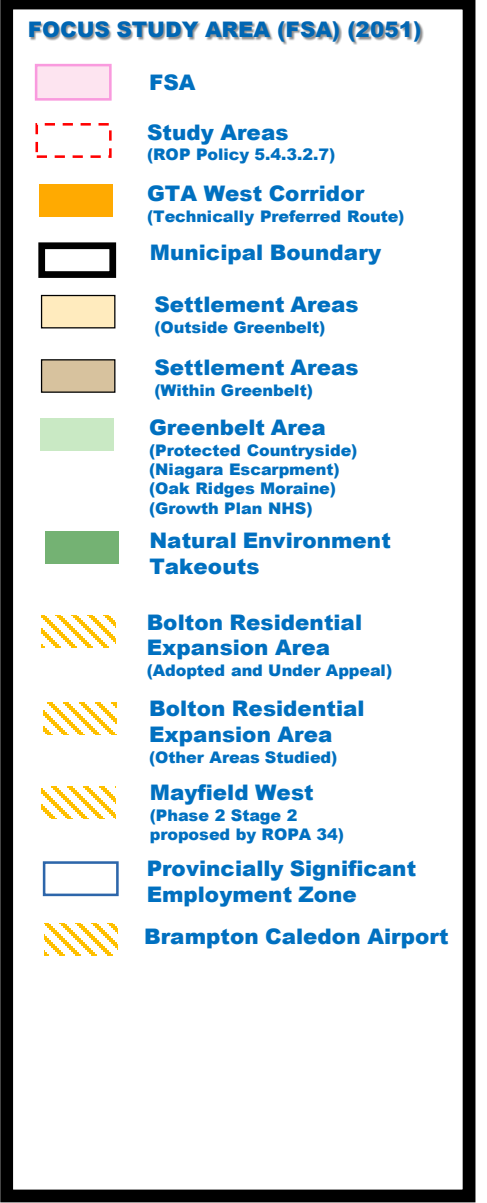 FOCUS STUDY AREA (FSA) (2051)
FSA
Study Areas
(ROP Policy 5.4.3.2.7)
GTA West Corridor
(Technically Preferred Route)
Municipal Boundary
Settlement Areas
(Outside Greenbelt)
Settlement Areas
(Within Greenbelt)
Greenbelt Area
(Protected Countryside)
(Niagara Escarpment)
(Oak Ridges Moraine)
(Growth Plan NHS)
Natural Environment
Takeouts
Bolton Residential
Expansion Area
(Adopted and Under Appeal)
Bolton Residential
Expansion Area
(Other Areas Studied)
Mayfield West
(Phase 2 Stage 2
proposed by ROPA 34)
Provincially Significant
Employment Zone
Brampton Caledon Airport